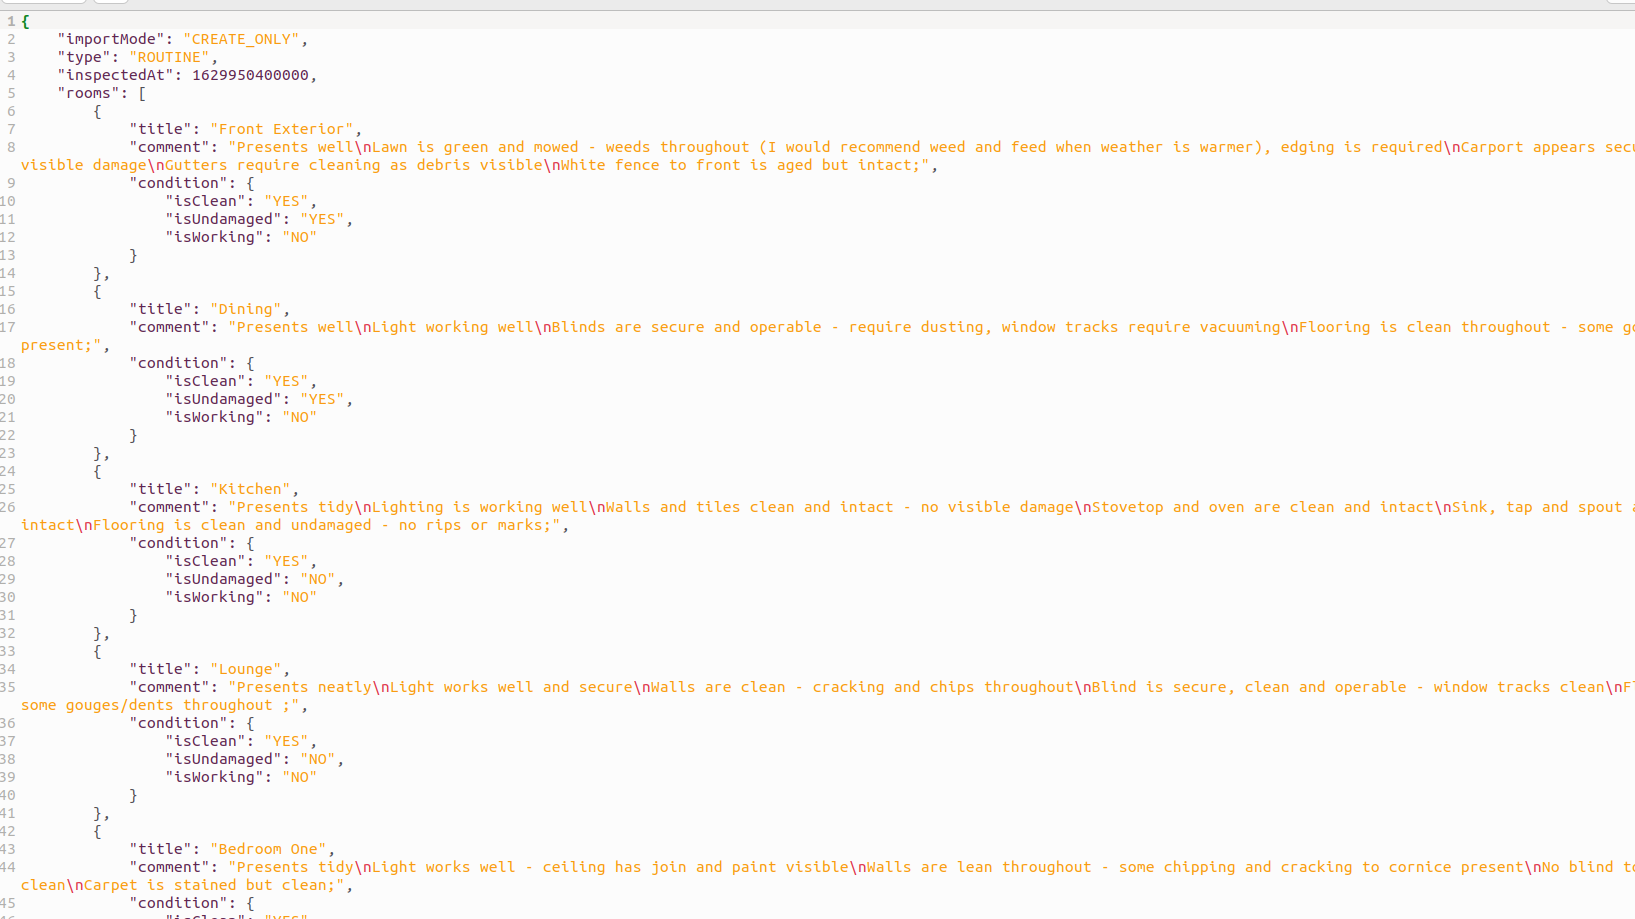 1 {
2     "importMode": "CREATE_ONLY",
3     "type": "ROUTINE",
4     "inspectedAt": 1629950400000,
5     "rooms": [
6         {
7             "title": "Front Exterior",
8             "comment": "Presents well\nLawn is green and mowed - weeds throughout (I would recommend weed and feed when weather is warmer), edging is required\nCarport appears
visible damage\nGutters require cleaning as debris visible\nWhite fence to front is aged but intact;",
9             "condition": {
10                 "isClean": "YES",
11                 "isUndamaged": "YES",
12                 "isWorking": "NO"
13             }
14         },
15         {
16             "title": "Dining",
17             "comment": "Presents well\nLight working well\nBlinds are secure and operable - require dusting, window tracks require vacuuming\nFlooring is clean throughout - some
present;",
18             "condition": {
19                 "isClean": "YES",
20                 "isUndamaged": "YES",
21                 "isWorking": "NO"
22             }
23         },
24         {
25             "title": "Kitchen",
26             "comment": "Presents tidy\nLighting is working well\nWalls and tiles clean and intact - no visible damage\nStovetop and oven are clean and intact\nSink, tap and spout
intact\nFlooring is clean and undamaged - no rips or marks;",
27             "condition": {
28                 "isClean": "YES",
29                 "isUndamaged": "NO",
30                 "isWorking": "NO"
31             }
32         },
33         {
34             "title": "Lounge",
35             "comment": "Presents neatly\nLight works well and secure\nWalls are clean - cracking and chips throughout\nBlind is secure, clean and operable - window tracks clean\n
some gouges/dents throughout ;",
36             "condition": {
37                 "isClean": "YES",
38                 "isUndamaged": "NO",
39                 "isWorking": "NO"
40             }
41         },
42         {
43             "title": "Bedroom One",
44             "comment": "Presents tidy\nLight works well - ceiling has join and paint visible\nWalls are lean throughout - some chipping and cracking to cornice present\nNo blind
clean\nCarpet is stained but clean;",
45             "condition": {